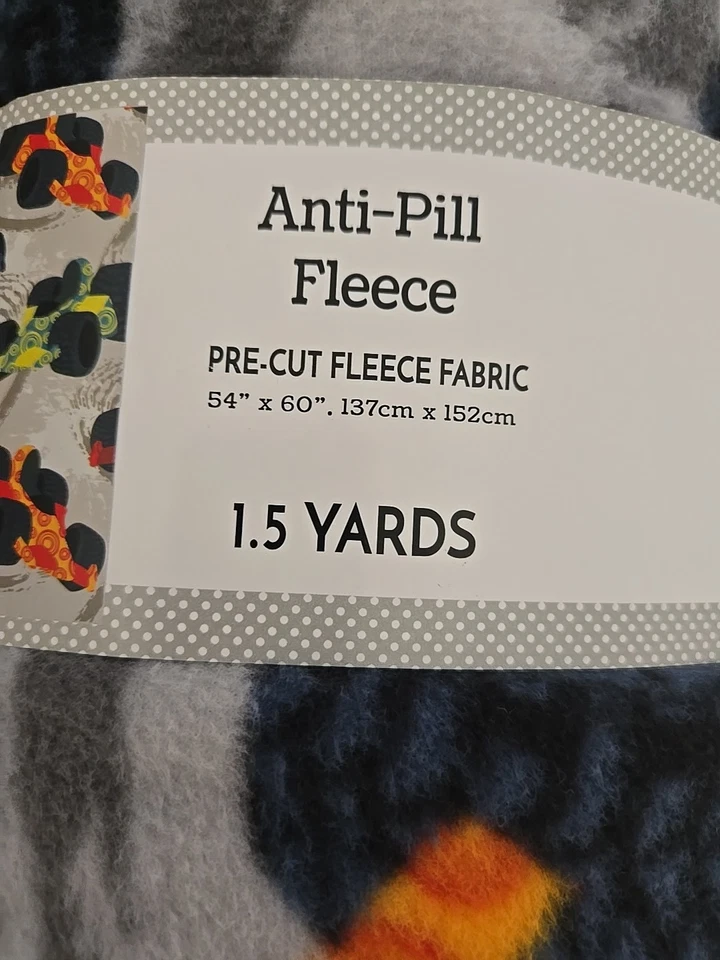 Anti-Pill
Fleece
PRE-CUT FLEECE FABRIC
54” x 60”. 137cm x 152cm
1.5 YARDS